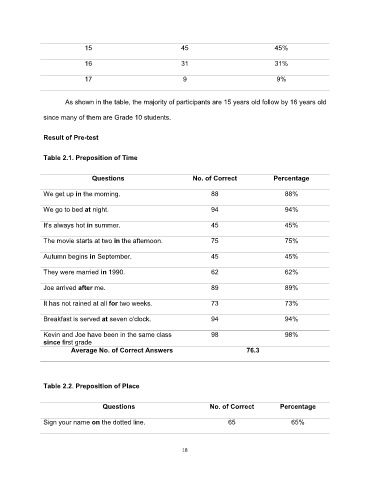 15 45 45%
16 31 31%
17 9 9%
As shown in the table, the majority of participants are 15 years old follow by 16 years old
since many of them are Grade 10 students.
Result of Pre-test
Table 2.1. Preposition of Time
Questions No. of Correct Percentage
We get up in the morning. 88 88%
We go to bed at night. 94 94%
It's always hot in summer. 45 45%
The movie starts at two in the afternoon. 75 75%
Autumn begins in September. 45 45%
They were married in 1990. 62 62%
Joe arrived after me. 89 89%
It has not rained at all for two weeks. 73 73%
Breakfast is served at seven o'clock. 94 94%
Kevin and Joe have been in the same class 98 98%
since first grade
Average No. of Correct Answers 76.3
Table 2.2. Preposition of Place
Questions No. of Correct Percentage
Sign your name on the dotted line. 65 65%
18